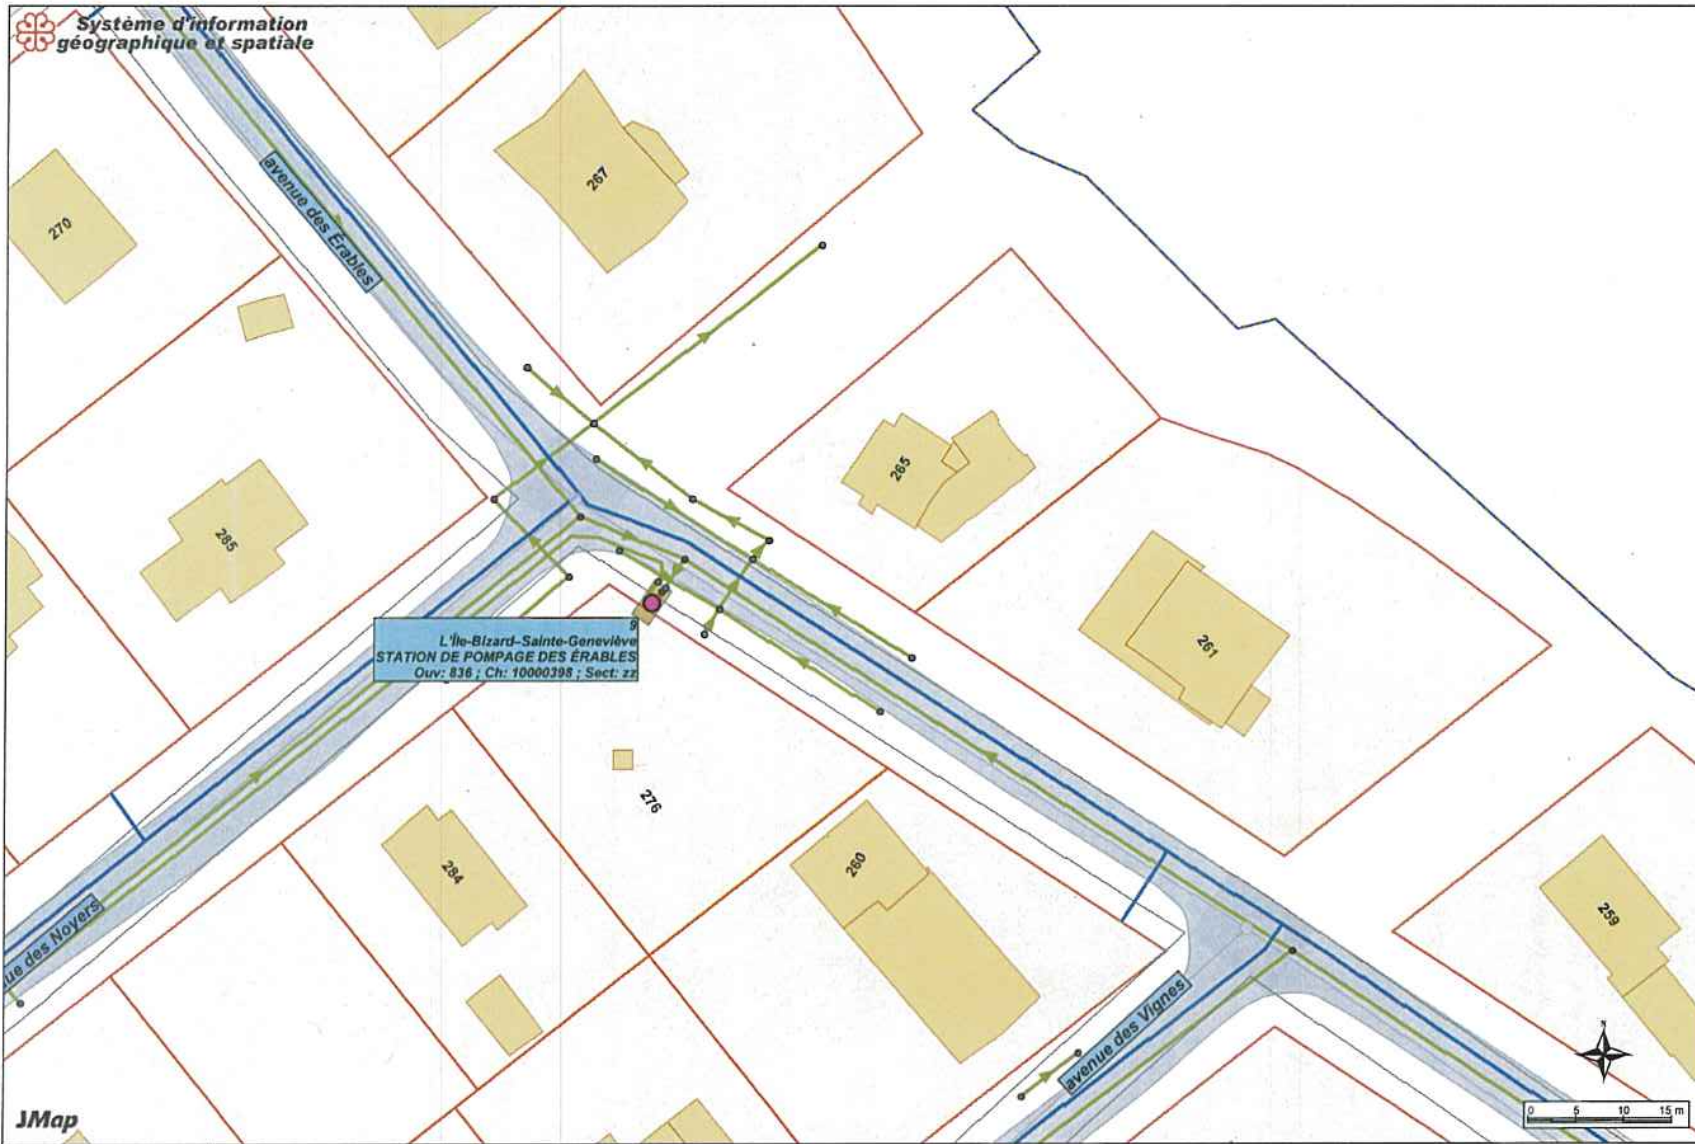 Système d'information
géographique et spatiale
avenue des Érables
267
270
265
285
261
9
L'Île-Bizard–Sainte-Geneviève
STATION DE POMPAGE DES ÉRABLES
Ouv: 836 ; Ch: 10000398 ; Sect: zz
276
284
260
259
ue des Noyers
avenue des Vignes
N
0 5 10 15 m
JMap